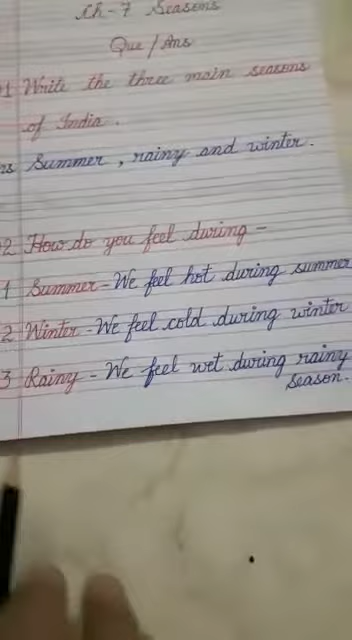 Ch-7 Seasons
Que/Ans
1 Write the three main seasons
of India.
ns Summer, rainy and winter.
2 How do you feel during -
1 Summer - We feel hot during summer
2 Winter - We feel cold during winter
3 Rainy - We feel wet during rainy
season.